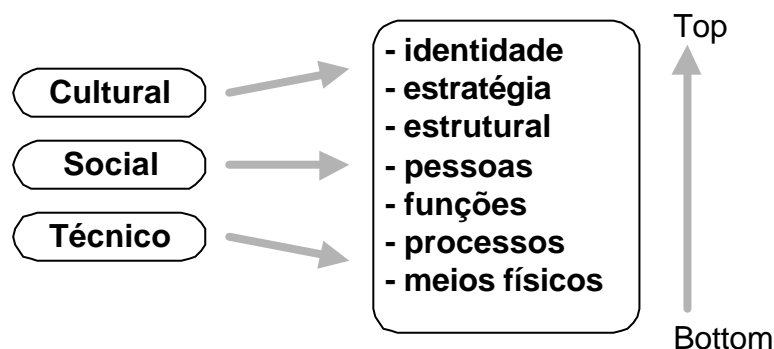 Cultural
Social
Técnico
- identidade
- estratégia
- estrutural
- pessoas
- funções
- processos
- meios físicos
Top
Bottom